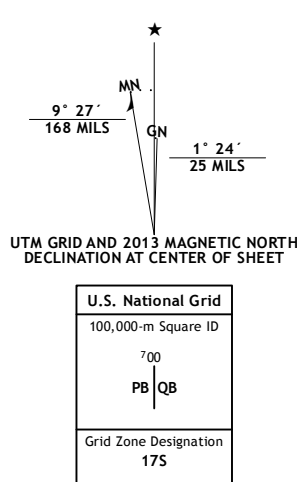 ★
MN
9° 27´
168 MILS
GN
1° 24´
25 MILS
UTM GRID AND 2013 MAGNETIC NORTH
DECLINATION AT CENTER OF SHEET
U.S. National Grid
100,000-m Square ID
⁷00
PB QB
Grid Zone Designation
17S